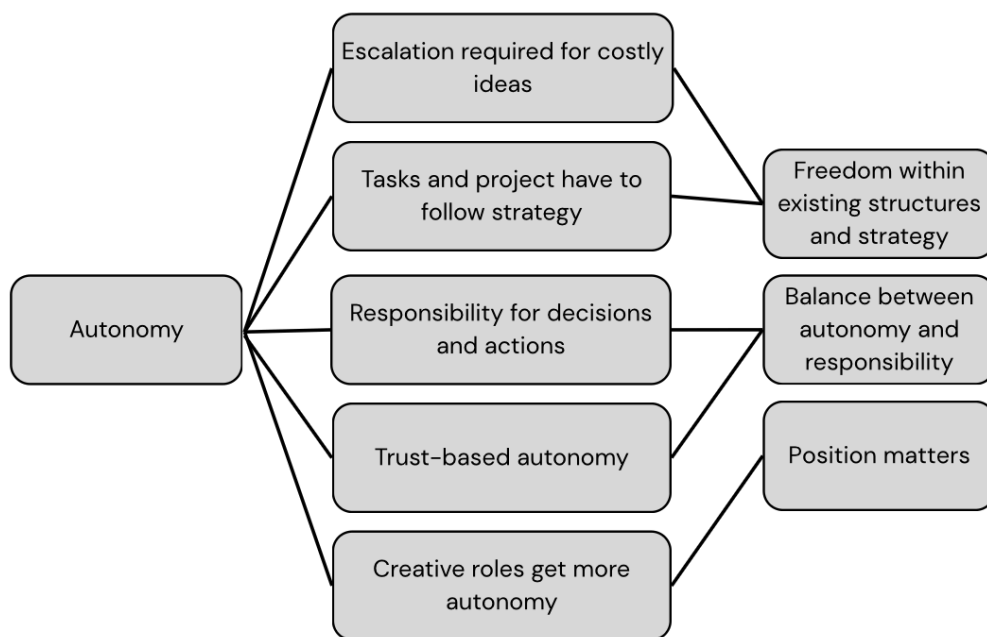 Autonomy
Escalation required for costly
ideas
Tasks and project have to
follow strategy
Responsibility for decisions
and actions
Trust-based autonomy
Creative roles get more
autonomy
Freedom within
existing structures
and strategy
Balance between
autonomy and
responsibility
Position matters